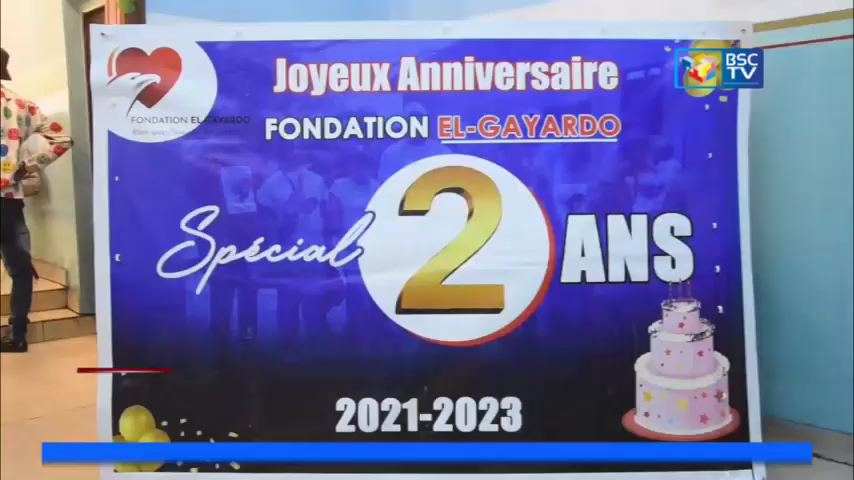 BSC
TV
Joyeux Anniversaire
FONDATION EL-GAYARDO
FONDATION EL-GAYARDO
Spécial 2 ANS
2021-2023